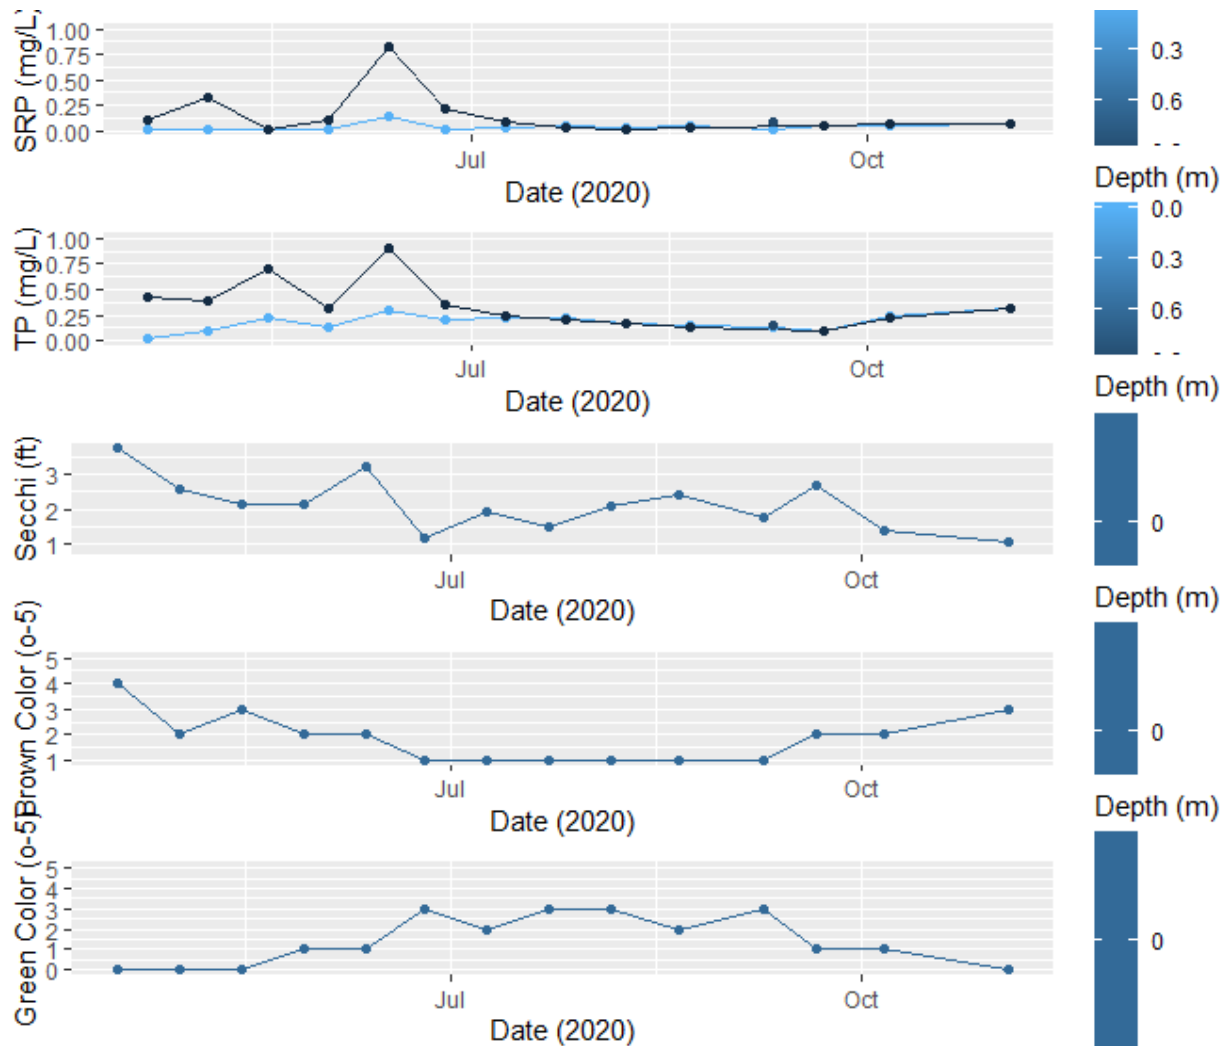 SRP (mg/L)
1.00
0.75
0.50
0.25
0.00
Jul
Oct
Date (2020)
0.3
0.6
Depth (m)
TP (mg/L)
1.00
0.75
0.50
0.25
0.00
Jul
Oct
Date (2020)
0.0
0.3
0.6
Depth (m)
Secchi (ft)
3
2
1
Jul
Oct
Date (2020)
0
Depth (m)
Brown Color (o-5)
5
4
3
2
1
Jul
Oct
Date (2020)
0
Depth (m)
Green Color (o-5)
5
4
3
2
1
0
Jul
Oct
Date (2020)
0